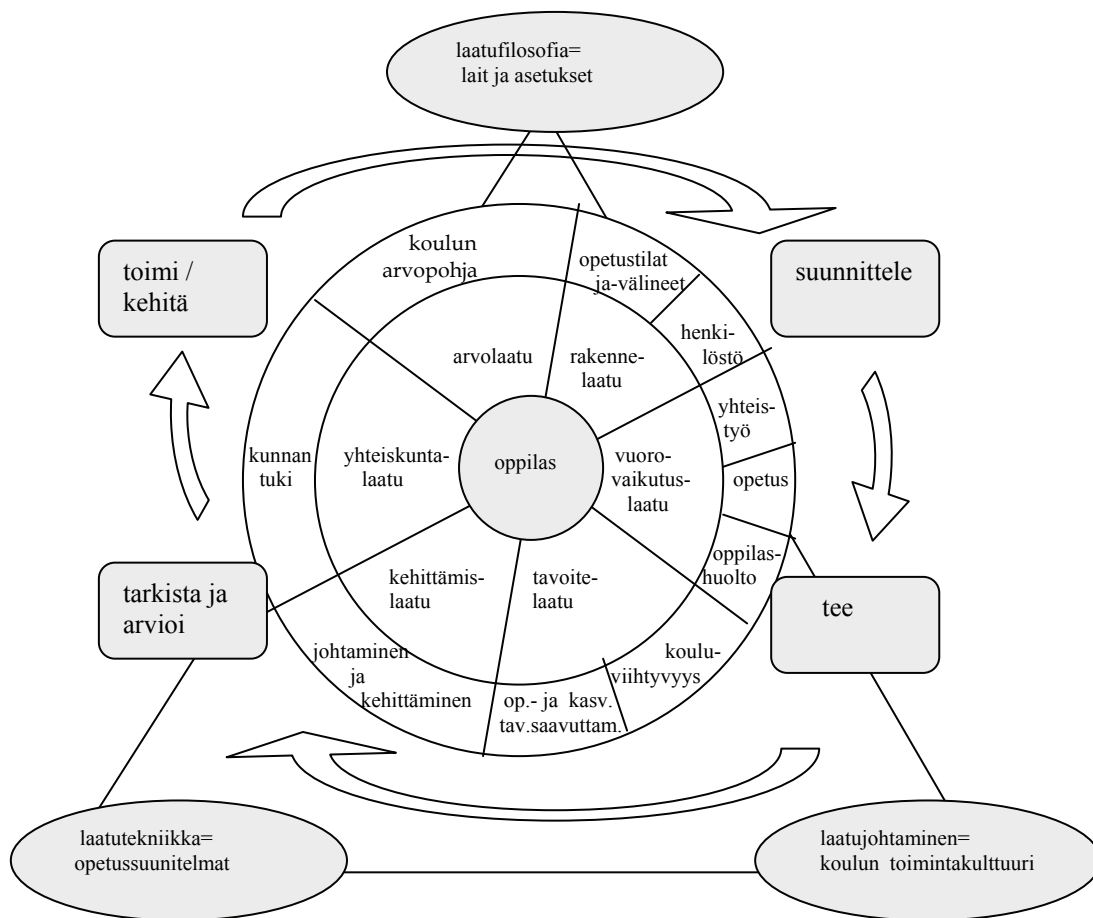 laatufilosofia=
lait ja asetukset
toimi /
kehitä
koulun
arvopohja
opetustilat
ja-välineet
suunnittele
henki-
löstö
arvolaatu
rakenne-
laatu
yhteis-
työ
kunnan
tuki
yhteiskunta-
laatu
oppilas
vuoro-
vaikutus-
laatu
opetus
oppilas-
huolto
tarkista ja
arvioi
kehittämis-
laatu
tavoite-
laatu
tee
johtaminen
ja
kehittäminen
op.- ja kasv.
tav.saavuttam.
koulu-
viihtyvyys
laatutekniikka=
opetussuunitelmat
laatujohtaminen=
koulun toimintakulttuuri